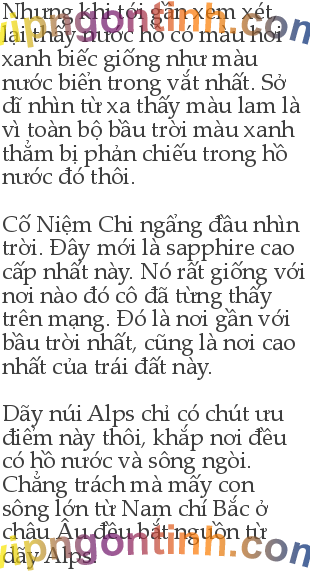 Nhưng khi tới gần xem xét
lại thấy nước hồ có màu hơi
xanh biếc giống như màu
nước biển trong vắt nhất. Sở
dĩ nhìn từ xa thấy màu lam là
vì toàn bộ bầu trời màu xanh
thẳm bị phản chiếu trong hồ
nước đó thôi.
Cố Niệm Chi ngẩng đầu nhìn
trời. Đây mới là sapphire cao
cấp nhất này. Nó rất giống với
nơi nào đó cô đã từng thấy
trên mạng. Đó là nơi gần với
bầu trời nhất, cũng là nơi cao
nhất của trái đất này.
Dãy núi Alps chỉ có chút ưu
điểm này thôi, khắp nơi đều
có hồ nước và sông ngòi.
Chẳng trách mà mấy con
sông lớn từ Nam chí Bắc ở
châu Âu đều bắt nguồn từ
dãy Alps.
vipngontinh.com
vipngontinh.com